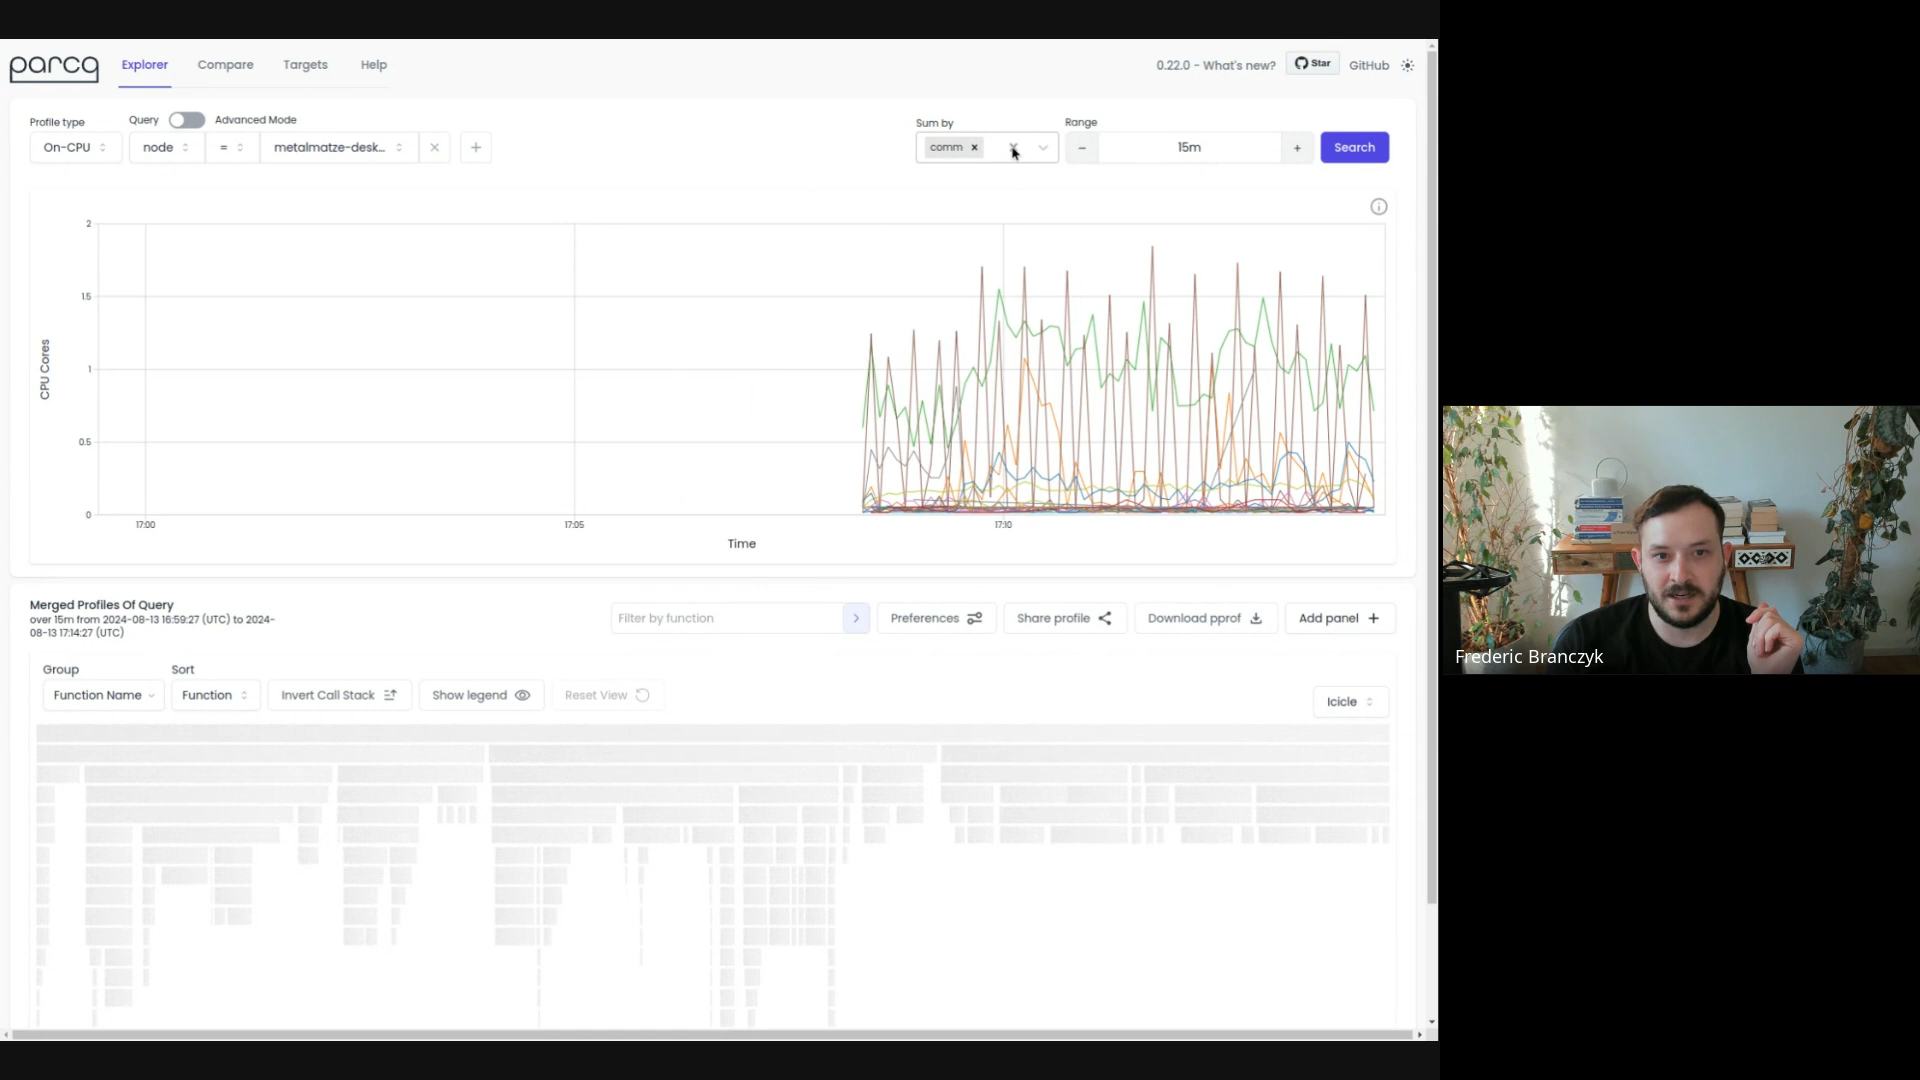 parca
Explorer
Compare
Targets
Help
0.22.0 - What's new?
Star
GitHub
Profile type
Query
Advanced Mode
Sum by
Range
On-CPU
node
=
metalmatze-desk...
×
+
comm ×
−
15m
+
Search
2
1.5
1
0.5
0
CPU Cores
17:00
17:05
17:10
Time
Merged Profiles Of Query
over 15m from 2024-08-13 16:59:27 (UTC) to 2024-
08-13 17:14:27 (UTC)
Filter by function
Preferences
Share profile
Download pprof
Add panel +
Group
Sort
Function Name
Function
Invert Call Stack
Show legend
Reset View
Icicle
Frederic Branczyk